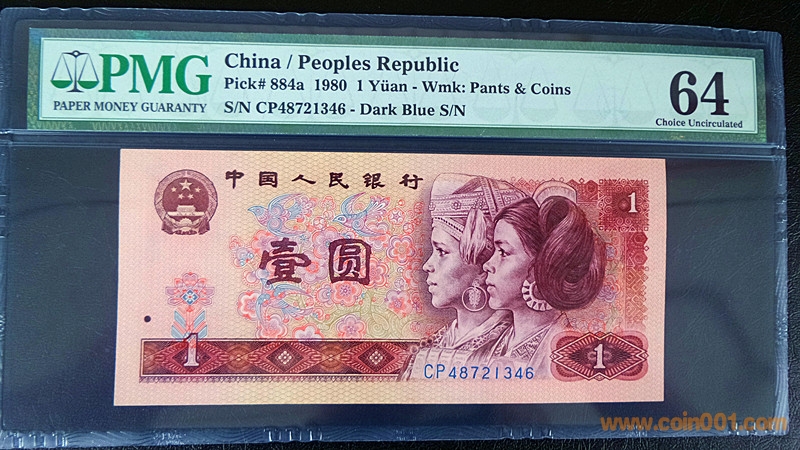 PMG
PAPER MONEY GUARANTY
China / Peoples Republic
Pick# 884a 1980 1 Yüan - Wmk: Pants & Coins
S/N CP48721346 - Dark Blue S/N
64
Choice Uncirculated
中国人民银行
1
壹圆
1
1
CP48721346
www.coin001.com